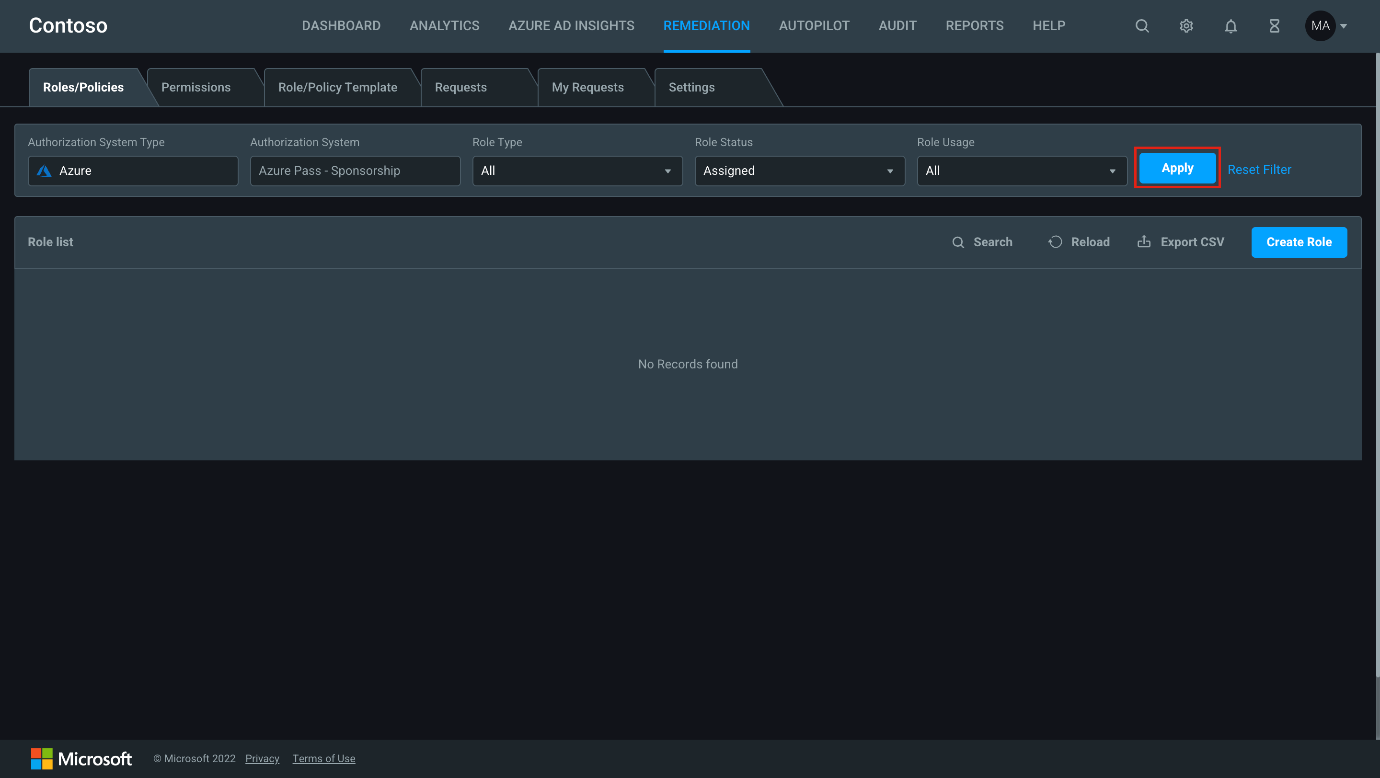 Contoso DASHBOARD ANALYTICS AZURE AD INSIGHTS REMEDIATION AUTOPILOT AUDIT REPORTS HELP MA
Roles/Policies Permissions Role/Policy Template Requests My Requests Settings
Authorization System Type Authorization System Role Type Role Status Role Usage
Azure Azure Pass - Sponsorship All Assigned All Apply Reset Filter
Role list Search Reload Export CSV Create Role
No Records found
Microsoft © Microsoft 2022 Privacy Terms of Use